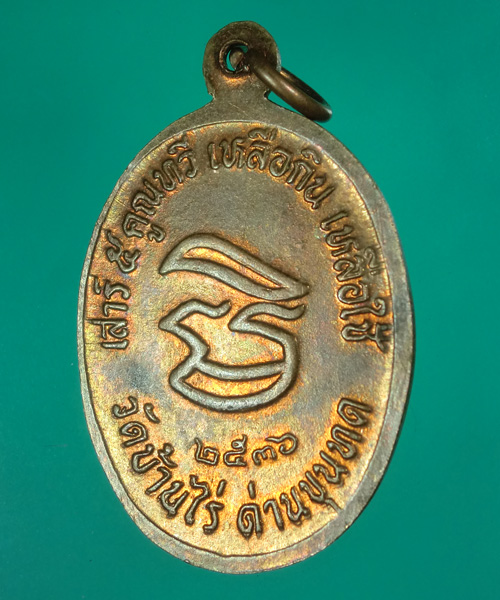 เสาร์ ๕ คูณทวี เหลือกิน เหลือใช้
๒๕๓๖
วัดบ้านไร่ ด่านขุนทด